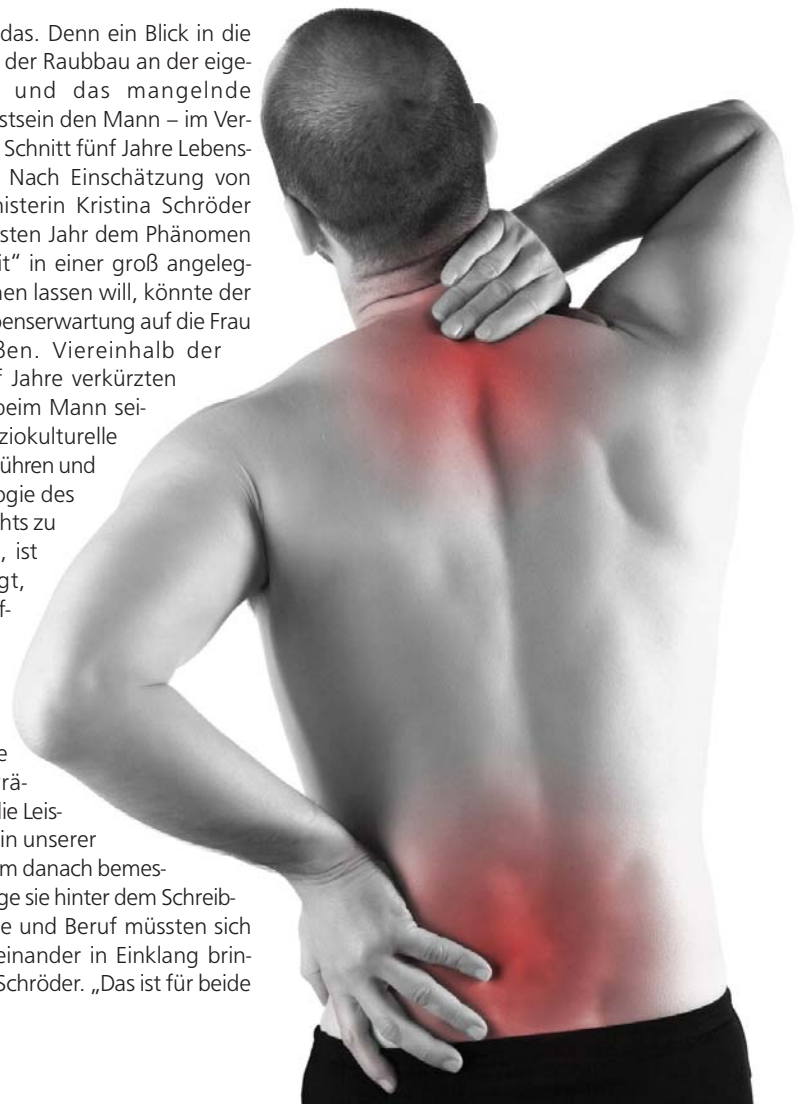 das. Denn ein Blick in die
der Raubbau an der eige-
und das mangelnde
stsein den Mann – im Ver-
Schnitt fünf Jahre Lebens-
Nach Einschätzung von
nisterin Kristina Schröder
sten Jahr dem Phänomen
it“ in einer groß angeleg-
nen lassen will, könnte der
benserwartung auf die Frau
ßen. Viereinhalb der
f Jahre verkürzten
beim Mann sei-
ziokulturelle
ühren und
ogie des
hts zu
, ist
gt,
f-
e
rä-
die Leis-
in unserer
m danach bemes-
ge sie hinter dem Schreib-
e und Beruf müssten sich
einander in Einklang brin-
Schröder. „Das ist für beide